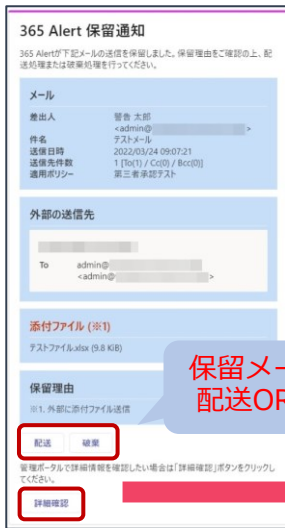 365 Alert 保留通知
365 Alertが下記メールの送信を保留しました。保留理由をご確認の上、配
送処理または破棄処理を行ってください。
メール
差出人 警告 太郎
<admin@ >
件名 テストメール
送信日時 2022/03/24 09:07:21
送信先件数 1 [To(1) / Cc(0) / Bcc(0)]
適用ポリシー 第三者承認テスト
外部の送信先
To admin@
<admin@ >
添付ファイル (※1)
テストファイル.xlsx (9.8 KiB)
保留理由
※1. 外部に添付ファイル送信
保留メー
配送OR
配送 破棄
管理ポータルで詳細情報を確認したい場合は「詳細確認」ボタンをクリックし
てください。
詳細確認